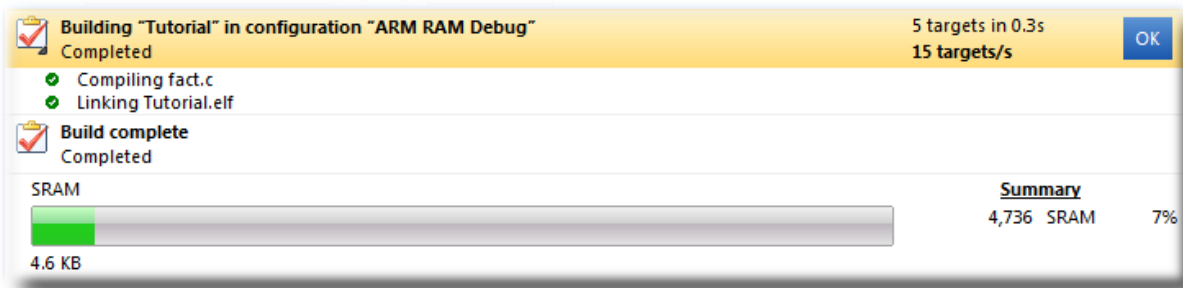 Building “Tutorial” in configuration “ARM RAM Debug”
5 targets in 0.3s
OK
Completed
15 targets/s
Compiling fact.c
Linking Tutorial.elf
Build complete
Completed
SRAM
Summary
4,736 SRAM 7%
4.6 KB